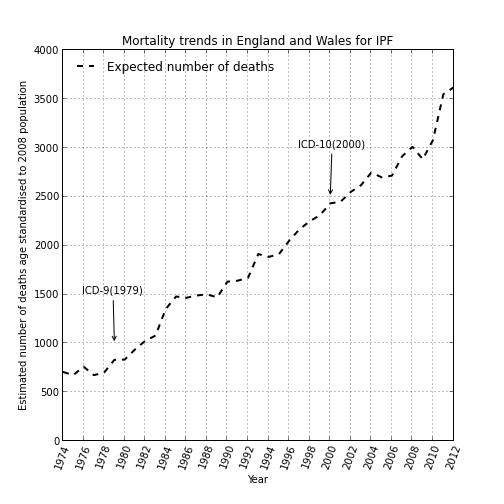 Mortality trends in England and Wales for IPF
Estimated number of deaths age standardised to 2008 population
4000
3500
3000
2500
2000
1500
1000
500
0
Expected number of deaths
ICD-10(2000)
ICD-9(1979)
1974 1976 1978 1980 1982 1984 1986 1988 1990 1992 1994 1996 1998 2000 2002 2004 2006 2008 2010 2012
Year